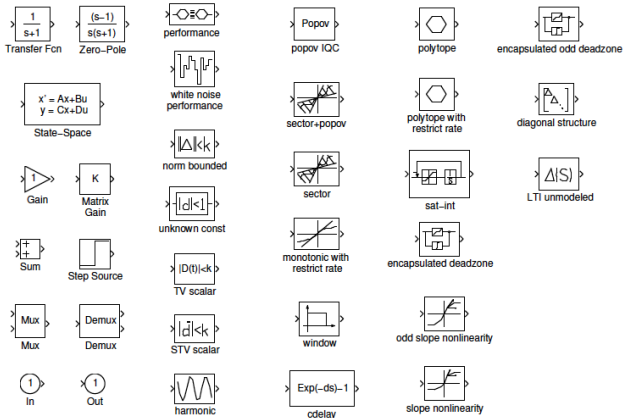 1
s+1
Transfer Fcn
(s−1)
s(s+1)
Zero−Pole
performance
Popov
popov IQC
polytope
encapsulated odd deadzone
x' = Ax+Bu
y = Cx+Du
State−Space
white noise
performance
sector+popov
polytope with
restrict rate
diagonal structure
1
Gain
K
Matrix
Gain
||Δ||<k
norm bounded
sector
s
sat−int
Δ(S)
LTI unmodeled
|d|<1
unknown const
+
+
Sum
Step Source
|D(t)|<k
TV scalar
monotonic with
restrict rate
encapsulated deadzone
Mux
Mux
Demux
Demux
|d|<k
STV scalar
window
odd slope nonlinearity
1
In
1
Out
harmonic
Exp(−ds)−1
cdelay
slope nonlinearity